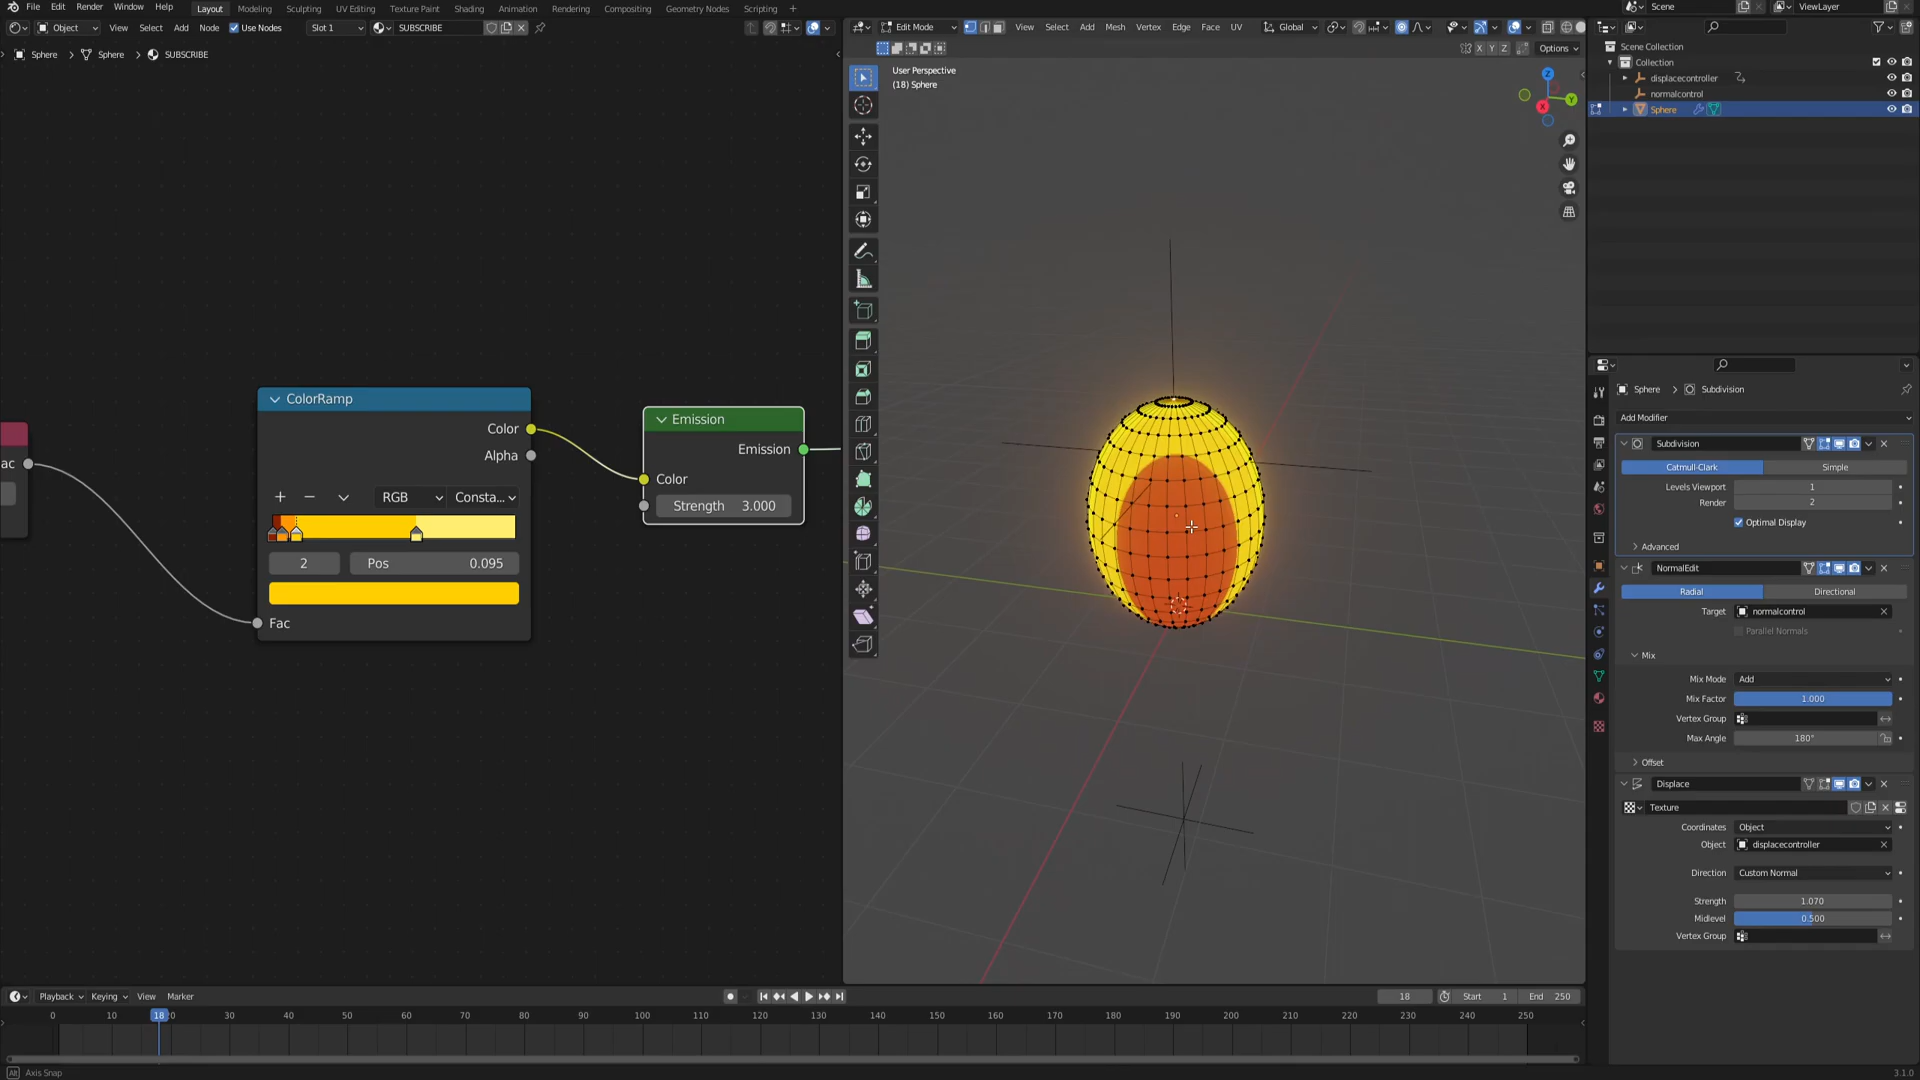 File Edit Render Window Help Layout Modeling Sculpting UV Editing Texture Paint Shading Animation Rendering Compositing Geometry Nodes Scripting + Scene ViewLayer
Object View Select Add Node Use Nodes Slot 1 SUBSCRIBE
Edit Mode View Select Add Mesh Vertex Edge Face UV Global
X Y Z Options
Sphere Sphere SUBSCRIBE
User Perspective
(18) Sphere
Z
Y
X
Scene Collection
Collection
displacecontroller
normalcontrol
Sphere
ac
ColorRamp
Color
Alpha
RGB Consta...
2 Pos 0.095
Fac
Emission
Emission
Color
Strength 3.000
Sphere Subdivision
Add Modifier
Subdivision
Catmull-Clark Simple
Levels Viewport 1
Render 2
Optimal Display
Advanced
NormalEdit
Radial Directional
Target normalcontrol
Parallel Normals
Mix
Mix Mode Add
Mix Factor 1.000
Vertex Group
Max Angle 180°
Offset
Displace
Texture
Coordinates Object
Object displacecontroller
Direction Custom Normal
Strength 1.070
Midlevel 0.500
Vertex Group
Playback Keying View Marker 18 Start 1 End 250
0 10 18 20 30 40 50 60 70 80 90 100 110 120 130 140 150 160 170 180 190 200 210 220 230 240 250
Alt Axis Snap 3.1.0